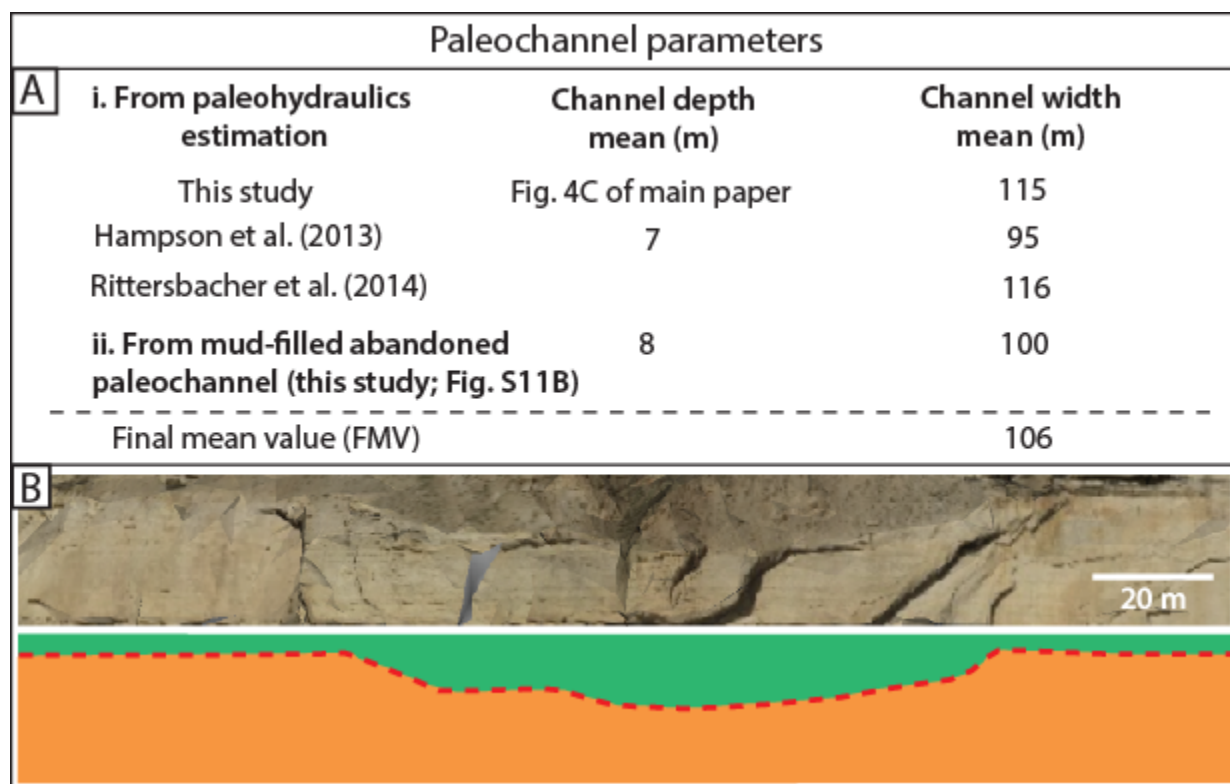 Paleochannel parameters
A
i. From paleohydraulics estimation
Channel depth mean (m)
Channel width mean (m)
This study Fig. 4C of main paper 115
Hampson et al. (2013) 7 95
Rittersbacher et al. (2014) 116
ii. From mud-filled abandoned paleochannel (this study; Fig. S11B) 8 100
Final mean value (FMV) 106
B
20 m